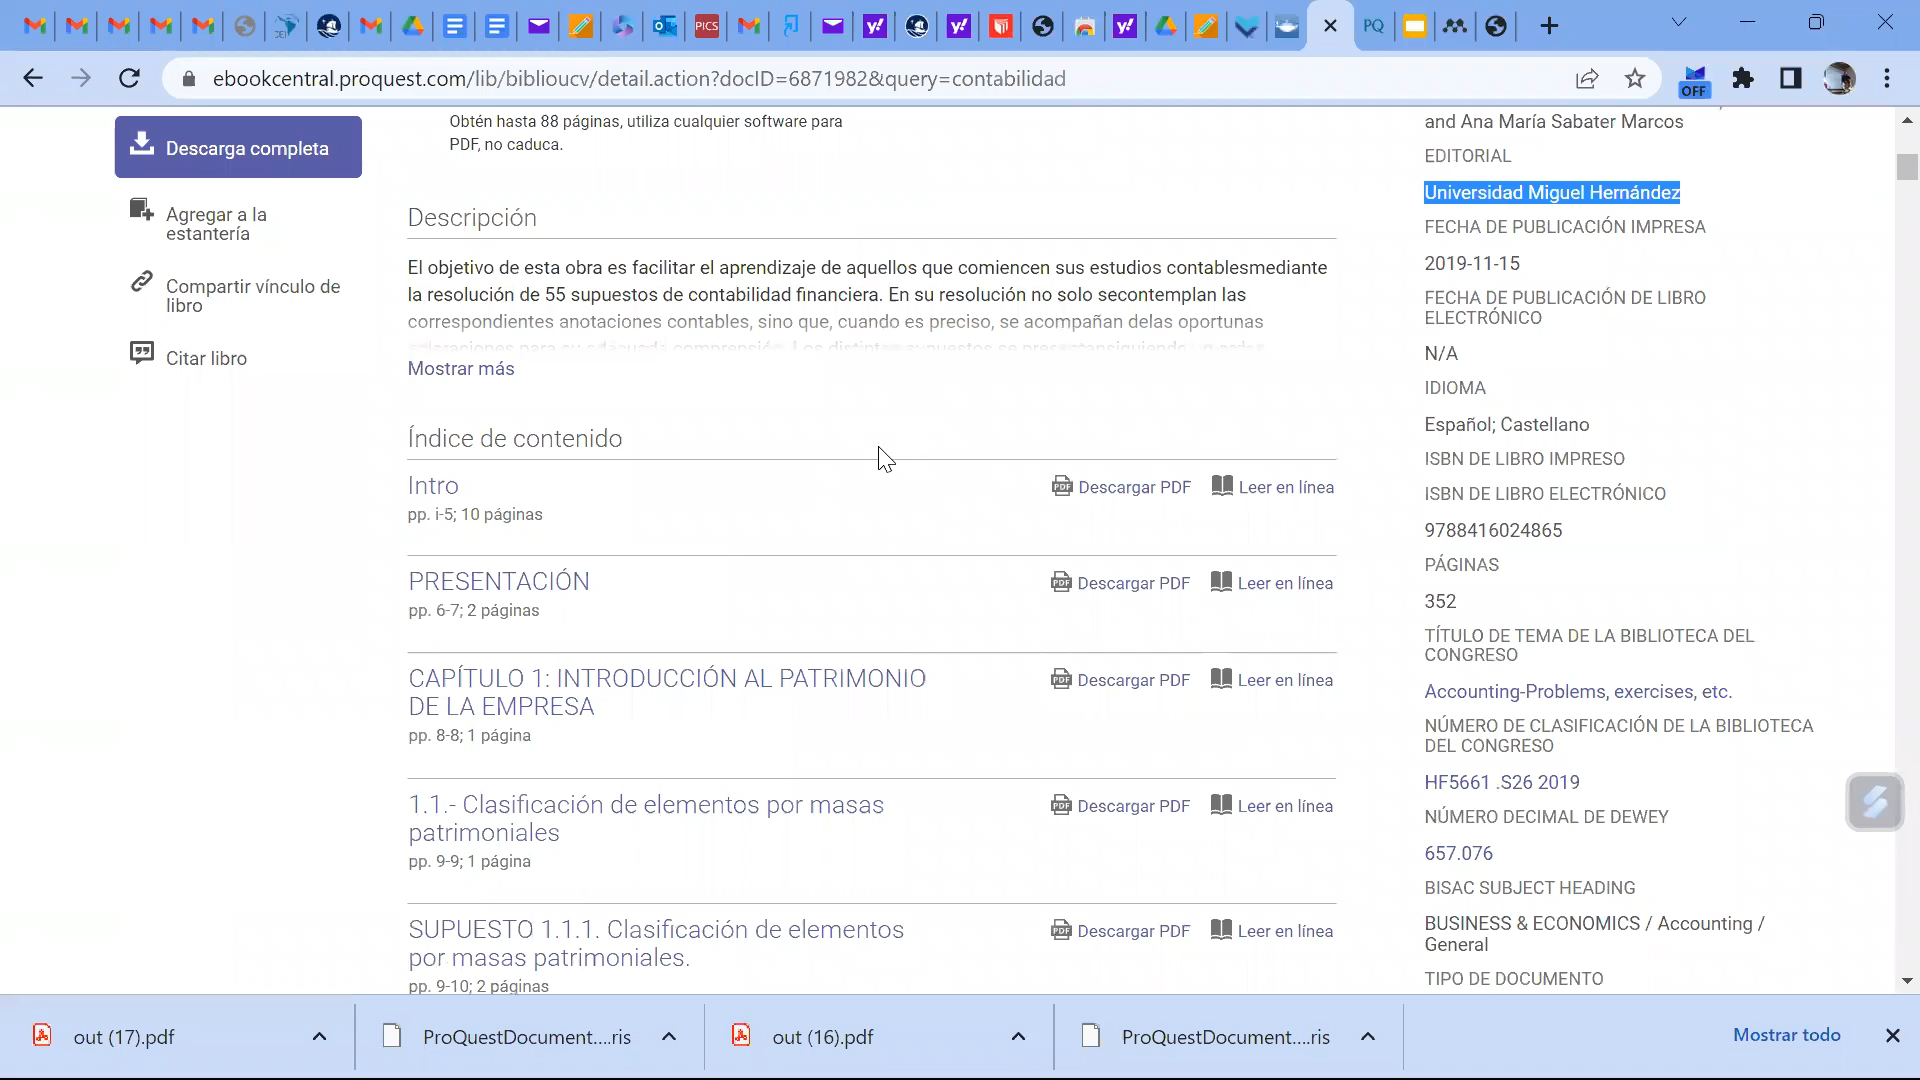 PICS
PQ
ebookcentral.proquest.com/lib/biblioucv/detail.action?docID=6871982&query=contabilidad
OFF
Descarga completa
Agregar a la
estantería
Compartir vínculo de
libro
Citar libro
Obtén hasta 88 páginas, utiliza cualquier software para
PDF, no caduca.
Descripción
El objetivo de esta obra es facilitar el aprendizaje de aquellos que comiencen sus estudios contablesmediante
la resolución de 55 supuestos de contabilidad financiera. En su resolución no solo secontemplan las
correspondientes anotaciones contables, sino que, cuando es preciso, se acompañan delas oportunas
Mostrar más
Índice de contenido
Intro
PDF Descargar PDF Leer en línea
pp. i-5; 10 páginas
PRESENTACIÓN
PDF Descargar PDF Leer en línea
pp. 6-7; 2 páginas
CAPÍTULO 1: INTRODUCCIÓN AL PATRIMONIO
DE LA EMPRESA
PDF Descargar PDF Leer en línea
pp. 8-8; 1 página
1.1.- Clasificación de elementos por masas
patrimoniales
PDF Descargar PDF Leer en línea
pp. 9-9; 1 página
SUPUESTO 1.1.1. Clasificación de elementos
por masas patrimoniales.
PDF Descargar PDF Leer en línea
pp. 9-10; 2 páginas
and Ana María Sabater Marcos
EDITORIAL
Universidad Miguel Hernández
FECHA DE PUBLICACIÓN IMPRESA
2019-11-15
FECHA DE PUBLICACIÓN DE LIBRO
ELECTRÓNICO
N/A
IDIOMA
Español; Castellano
ISBN DE LIBRO IMPRESO
ISBN DE LIBRO ELECTRÓNICO
9788416024865
PÁGINAS
352
TÍTULO DE TEMA DE LA BIBLIOTECA DEL
CONGRESO
Accounting-Problems, exercises, etc.
NÚMERO DE CLASIFICACIÓN DE LA BIBLIOTECA
DEL CONGRESO
HF5661 .S26 2019
NÚMERO DECIMAL DE DEWEY
657.076
BISAC SUBJECT HEADING
BUSINESS & ECONOMICS / Accounting /
General
TIPO DE DOCUMENTO
out (17).pdf
ProQuestDocument....ris
out (16).pdf
ProQuestDocument....ris
Mostrar todo